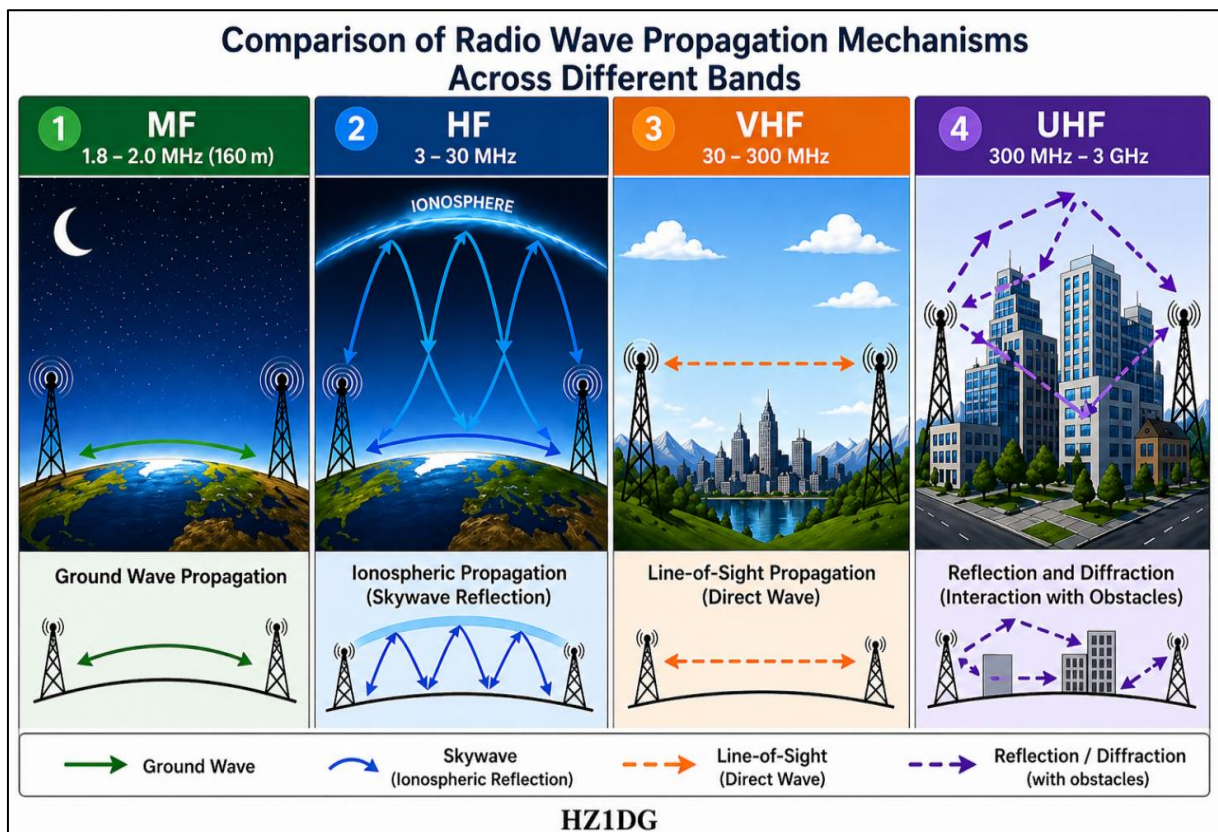 Comparison of Radio Wave Propagation Mechanisms
Across Different Bands
1
MF
1.8 – 2.0 MHz (160 m)
2
HF
3 – 30 MHz
3
VHF
30 – 300 MHz
4
UHF
300 MHz – 3 GHz
IONOSPHERE
Ground Wave Propagation
Ionospheric Propagation
(Skywave Reflection)
Line-of-Sight Propagation
(Direct Wave)
Reflection and Diffraction
(Interaction with Obstacles)
Ground Wave
Skywave
(Ionospheric Reflection)
Line-of-Sight
(Direct Wave)
Reflection / Diffraction
(with obstacles)
HZ1DG